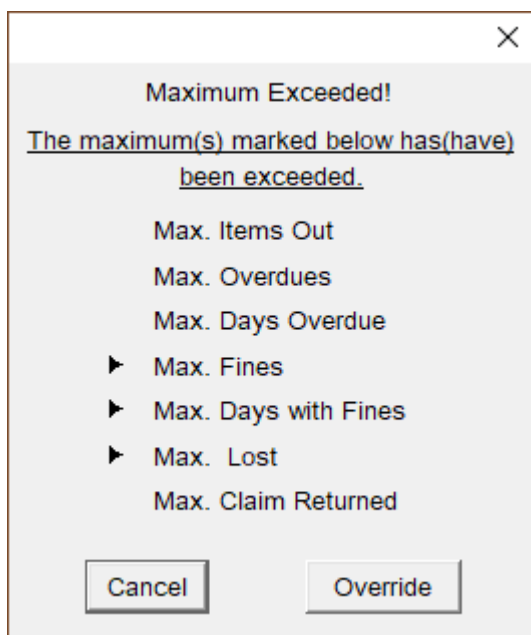 Maximum Exceeded!
The maximum(s) marked below has(have)
been exceeded.
Max. Items Out
Max. Overdues
Max. Days Overdue
Max. Fines
Max. Days with Fines
Max.  Lost
Max. Claim Returned
Cancel Override